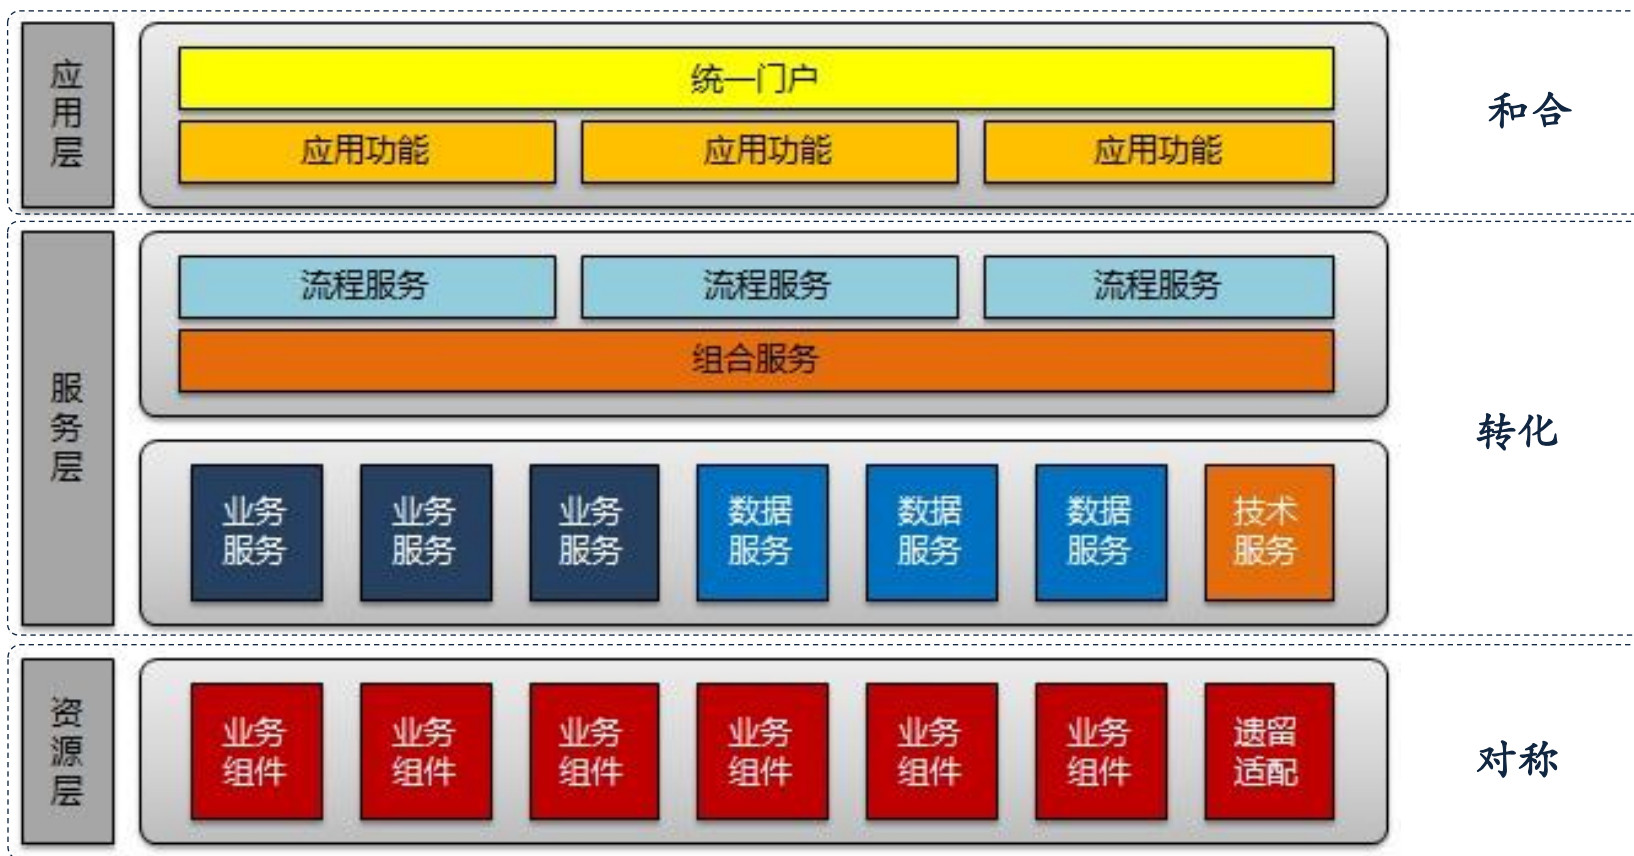 应用层
统一门户
应用功能
应用功能
应用功能
和合
服务层
流程服务
流程服务
流程服务
组合服务
业务
服务
业务
服务
业务
服务
数据
服务
数据
服务
数据
服务
技术
服务
转化
资源层
业务
组件
业务
组件
业务
组件
业务
组件
业务
组件
业务
组件
遗留
适配
对称